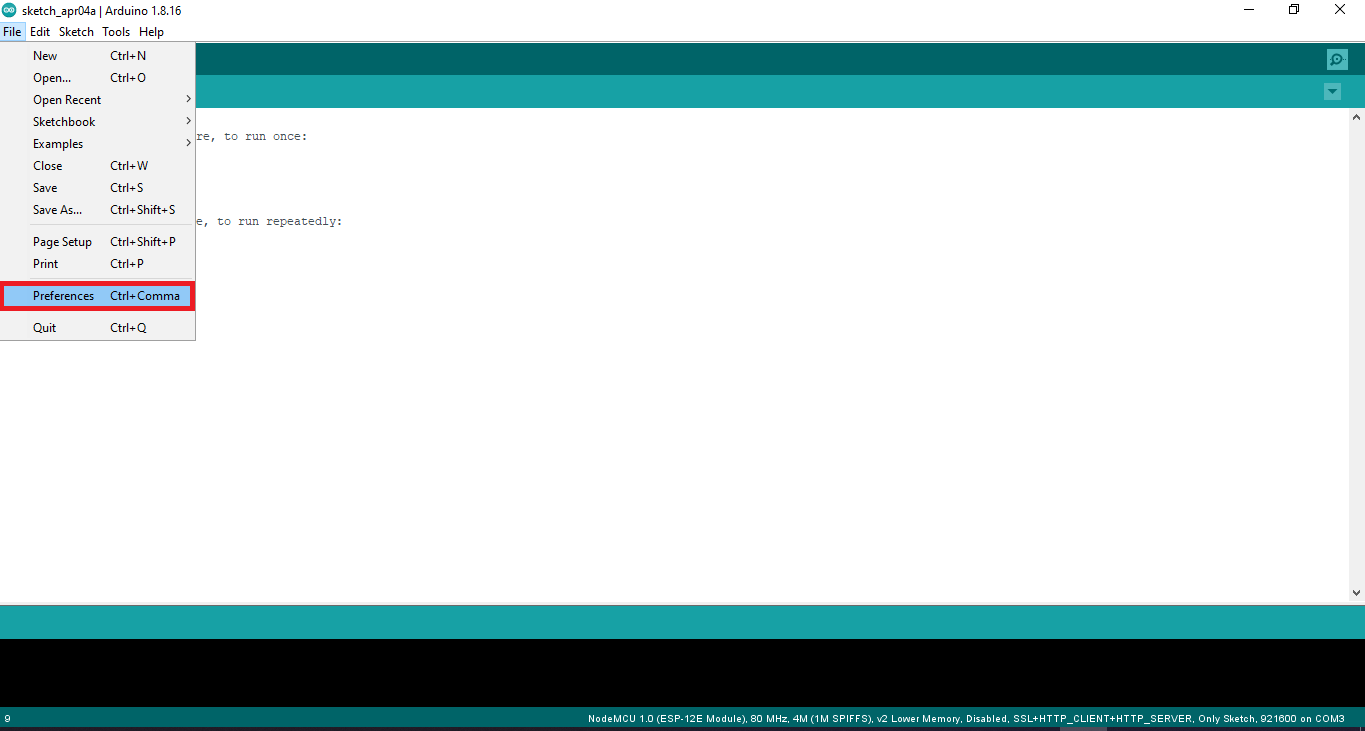 sketch_apr04a | Arduino 1.8.16
File Edit Sketch Tools Help
New Ctrl+N
Open... Ctrl+O
Open Recent
Sketchbook
Examples
Close Ctrl+W
Save Ctrl+S
Save As... Ctrl+Shift+S
Page Setup Ctrl+Shift+P
Print Ctrl+P
Preferences Ctrl+Comma
Quit Ctrl+Q
re, to run once:
e, to run repeatedly:
9 NodeMCU 1.0 (ESP-12E Module), 80 MHz, 4M (1M SPIFFS), v2 Lower Memory, Disabled, SSL+HTTP_CLIENT+HTTP_SERVER, Only Sketch, 921600 on COM3